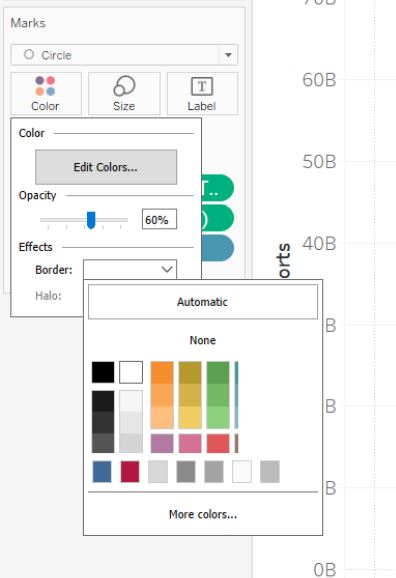 70B
Marks
Circle
60B
Color Size Label
T
Color
Edit Colors...
50B
Opacity
T..
60%
)
Effects
40B
Border:
orts
Halo:
Automatic
B
None
B
B
More colors...
0B